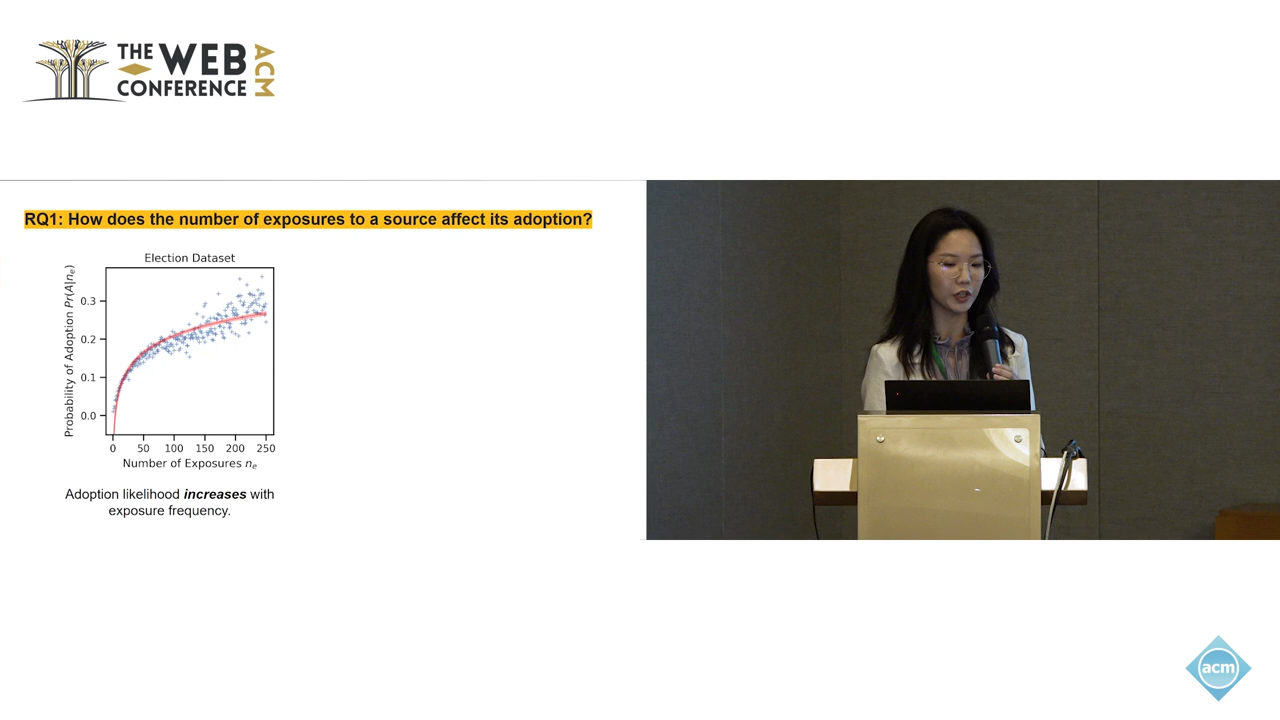 THE WEB
CONFERENCE
ACM
RQ1: How does the number of exposures to a source affect its adoption?
Election Dataset
Probability of Adoption Pr(A|nₑ)
0.3
0.2
0.1
0.0
0 50 100 150 200 250
Number of Exposures nₑ
Adoption likelihood increases with
exposure frequency.
acm